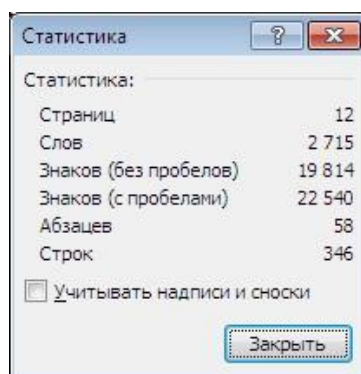 Статистика
Статистика:
Страниц 12
Слов 2 715
Знаков (без пробелов) 19 814
Знаков (с пробелами) 22 540
Абзацев 58
Строк 346
Учитывать надписи и сноски
Закрыть